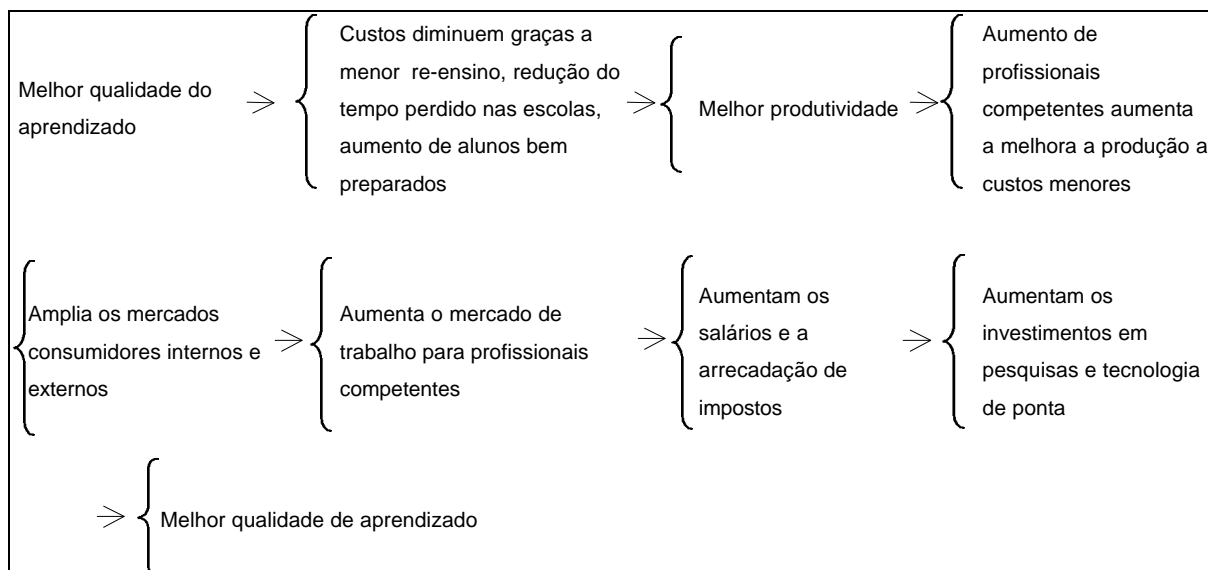 Melhor qualidade do
aprendizado
Custos diminuem graças a
menor re-ensino, redução do
tempo perdido nas escolas,
aumento de alunos bem
preparados
Melhor produtividade
Aumento de
profissionais
competentes aumenta
a melhora a produção a
custos menores
Amplia os mercados
consumidores internos e
externos
Aumenta o mercado de
trabalho para profissionais
competentes
Aumentam os
salários e a
arrecadação de
impostos
Aumentam os
investimentos em
pesquisas e tecnologia
de ponta
Melhor qualidade de aprendizado